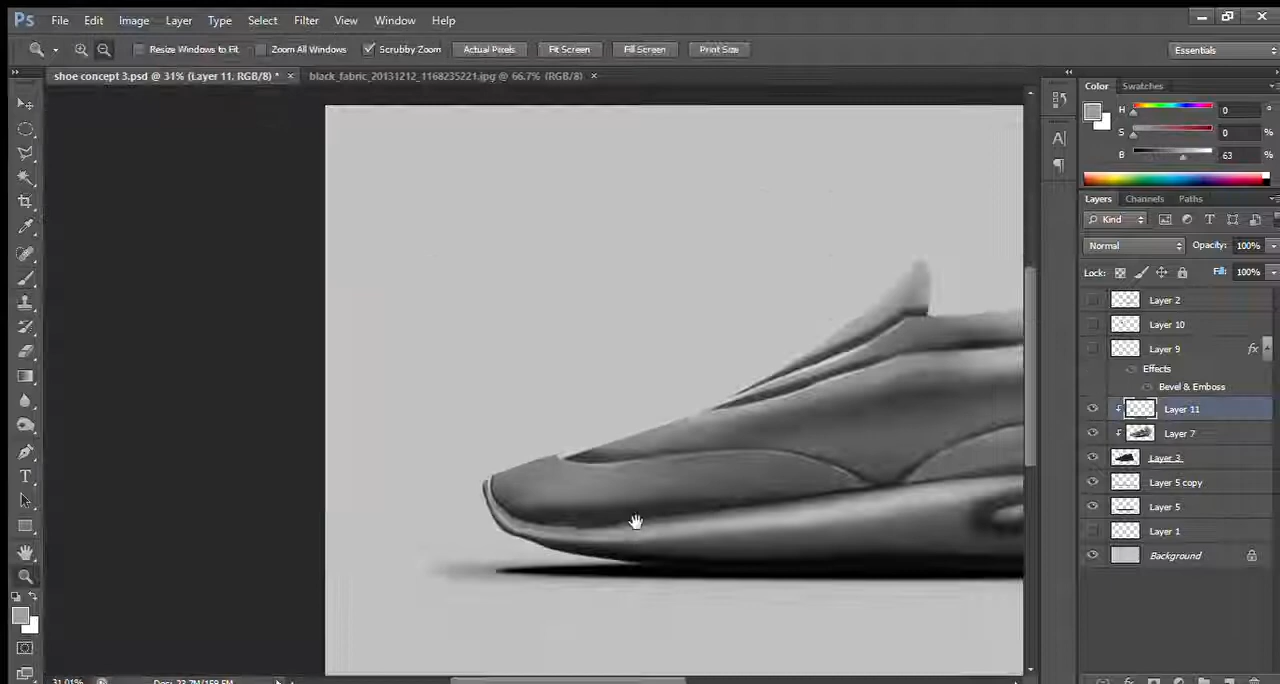 Ps File Edit Image Layer Type Select Filter View Window Help
Resize Windows to Fit Zoom All Windows Scrubby Zoom Actual Pixels Fit Screen Fill Screen Print Size Essentials
shoe concept 3.psd @ 31% (Layer 11, RGB/8) * × black_fabric_20131212_1168235221.jpg @ 66.7% (RGB/8) ×
Color Swatches
H 0 °
S 0 %
B 63 %
Layers Channels Paths
Kind T
Normal Opacity: 100%
Lock: Fill: 100%
Layer 2
Layer 10
Layer 9 fx
Effects
Bevel & Emboss
Layer 11
Layer 7
Layer 3
Layer 5 copy
Layer 5
Layer 1
Background
31.01%